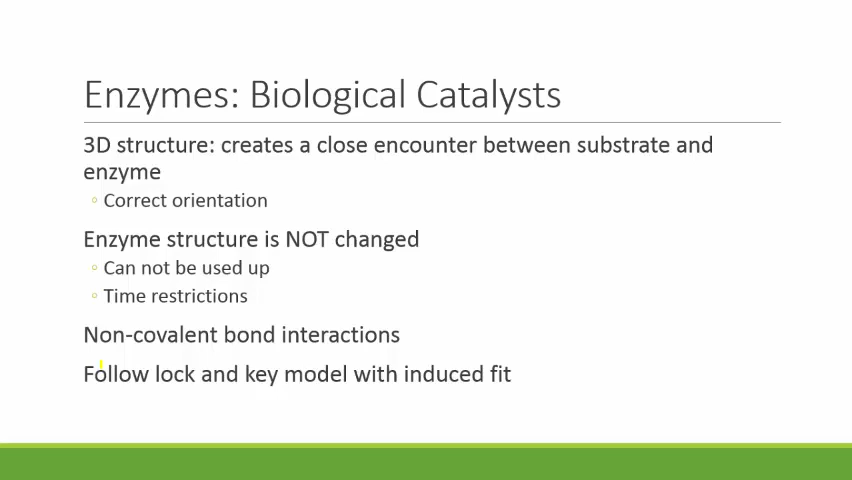 Enzymes: Biological Catalysts
3D structure: creates a close encounter between substrate and
enzyme
◦ Correct orientation
Enzyme structure is NOT changed
◦ Can not be used up
◦ Time restrictions
Non-covalent bond interactions
Follow lock and key model with induced fit